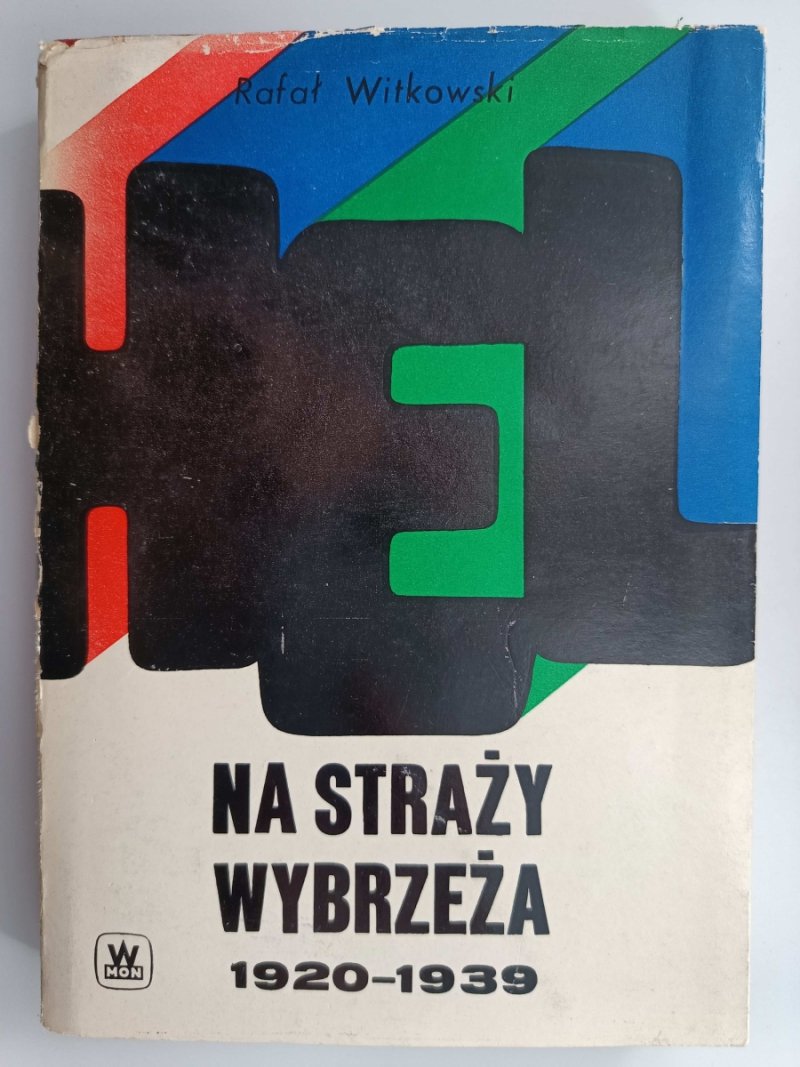 Rafał Witkowski
HEL
NA STRAŻY
WYBRZEŻA
1920-1939
W
MON